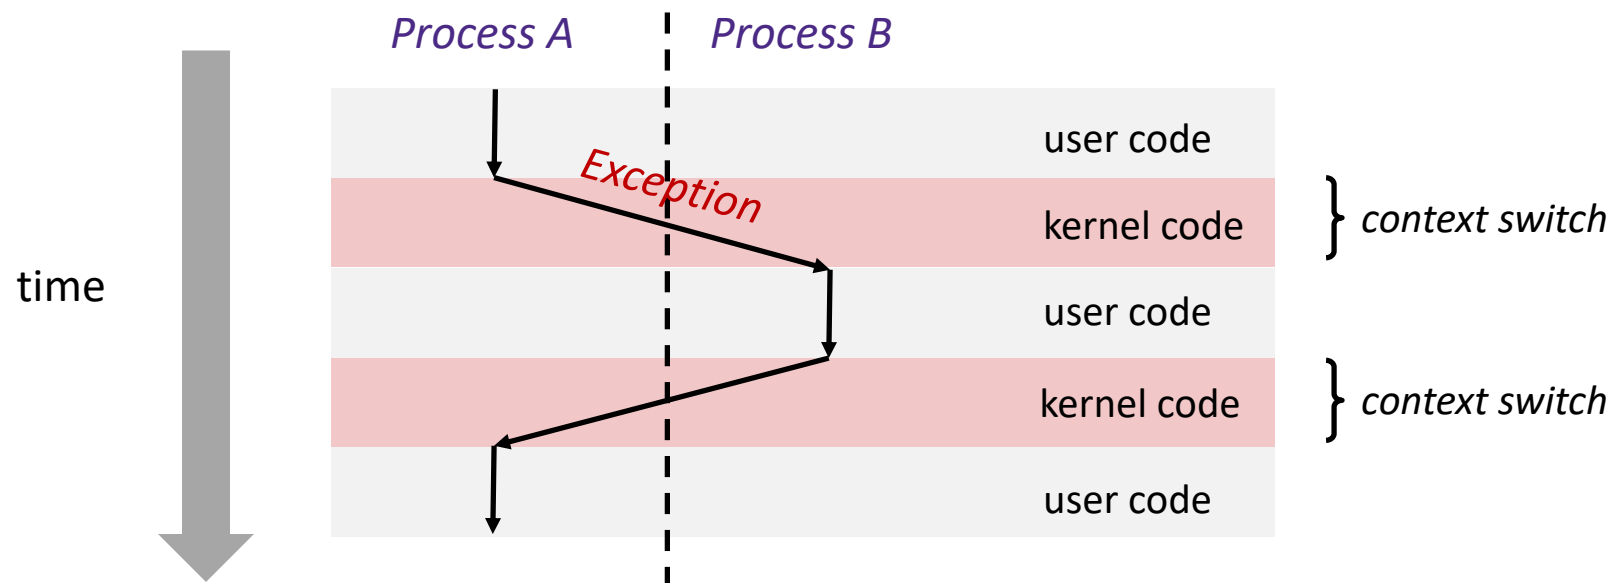 Process A
Process B
user code
Exception
kernel code
context switch
time
user code
kernel code
context switch
user code